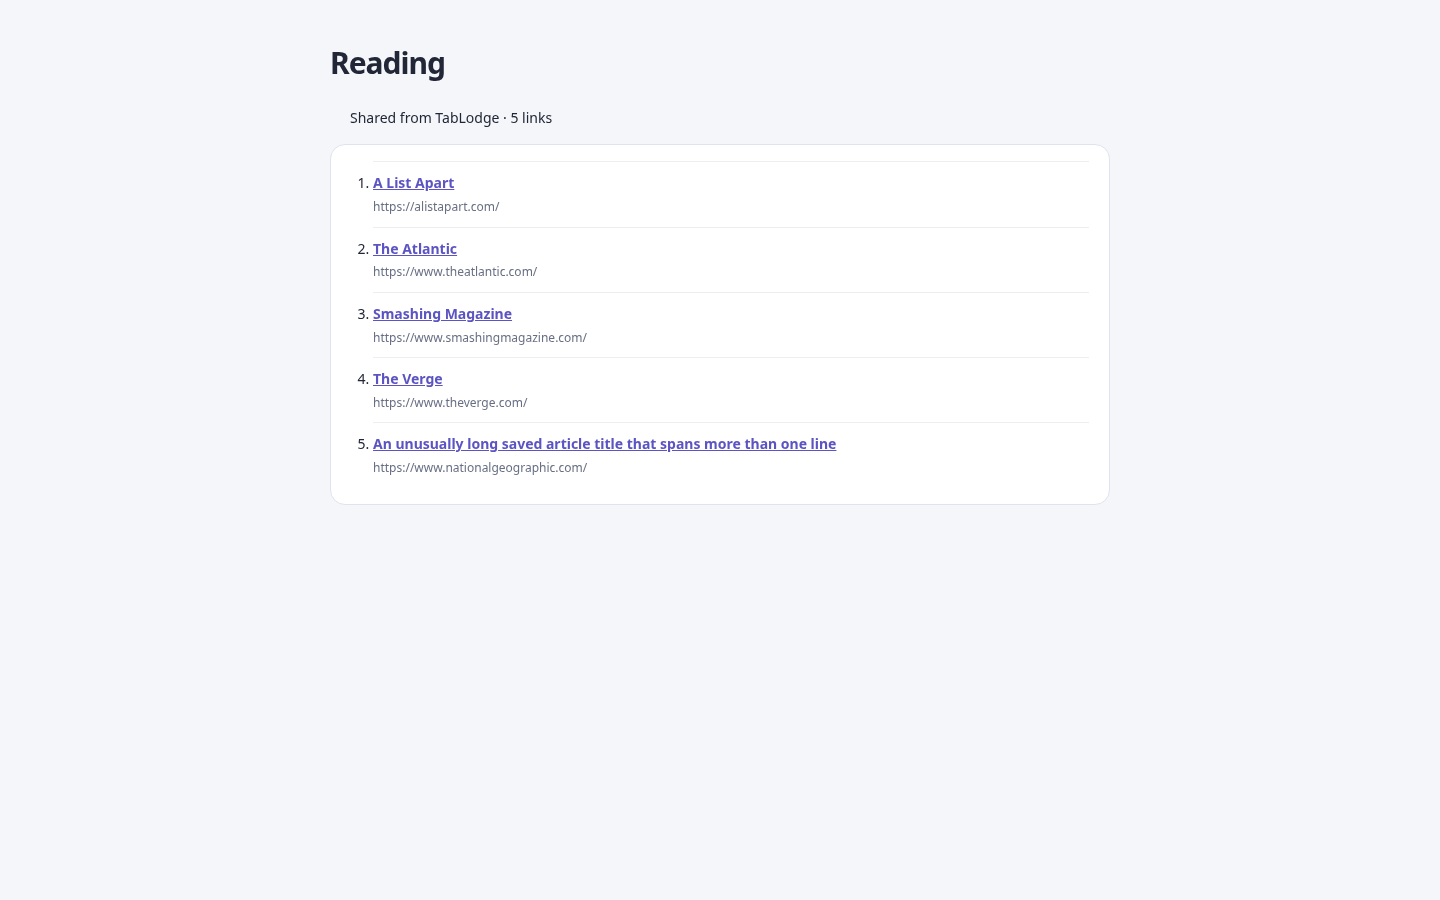 Reading
Shared from TabLodge · 5 links
1. A List Apart
https://alistapart.com/
2. The Atlantic
https://www.theatlantic.com/
3. Smashing Magazine
https://www.smashingmagazine.com/
4. The Verge
https://www.theverge.com/
5. An unusually long saved article title that spans more than one line
https://www.nationalgeographic.com/